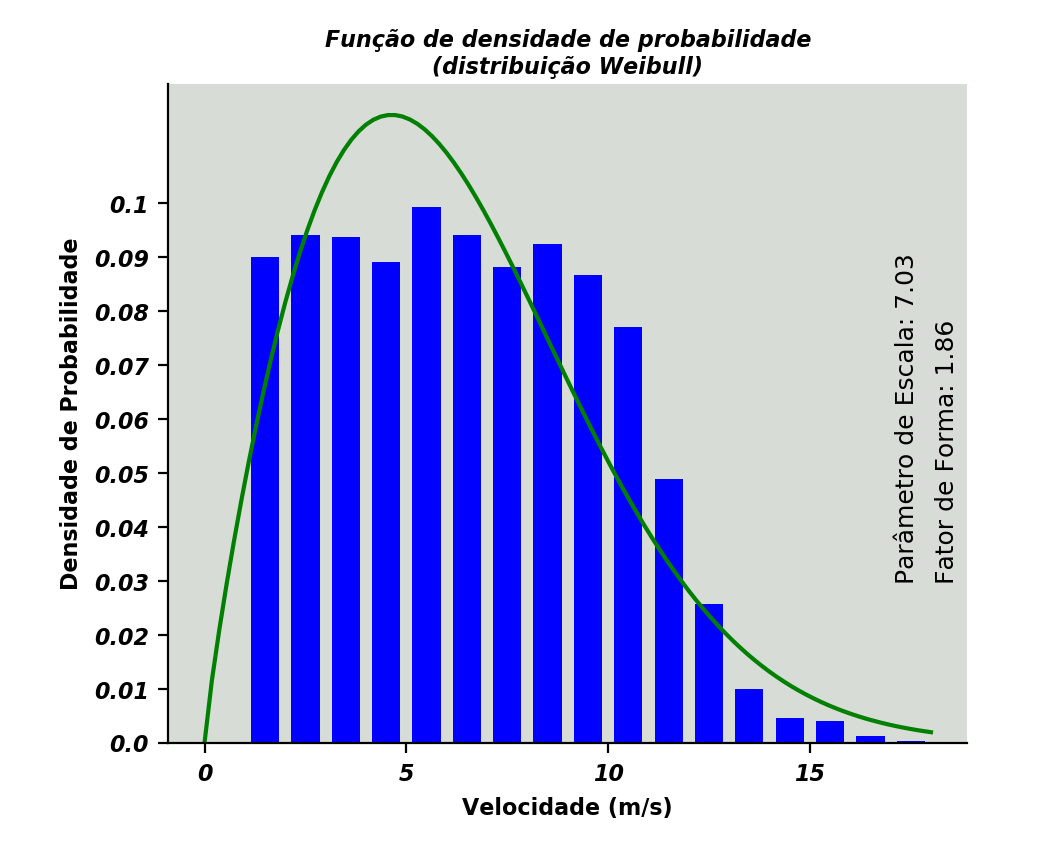 Função de densidade de probabilidade
(distribuição Weibull)
Densidade de Probabilidade
0.1
0.09
0.08
0.07
0.06
0.05
0.04
0.03
0.02
0.01
0.0
Parâmetro de Escala: 7.03
Fator de Forma: 1.86
0
5
10
15
Velocidade (m/s)